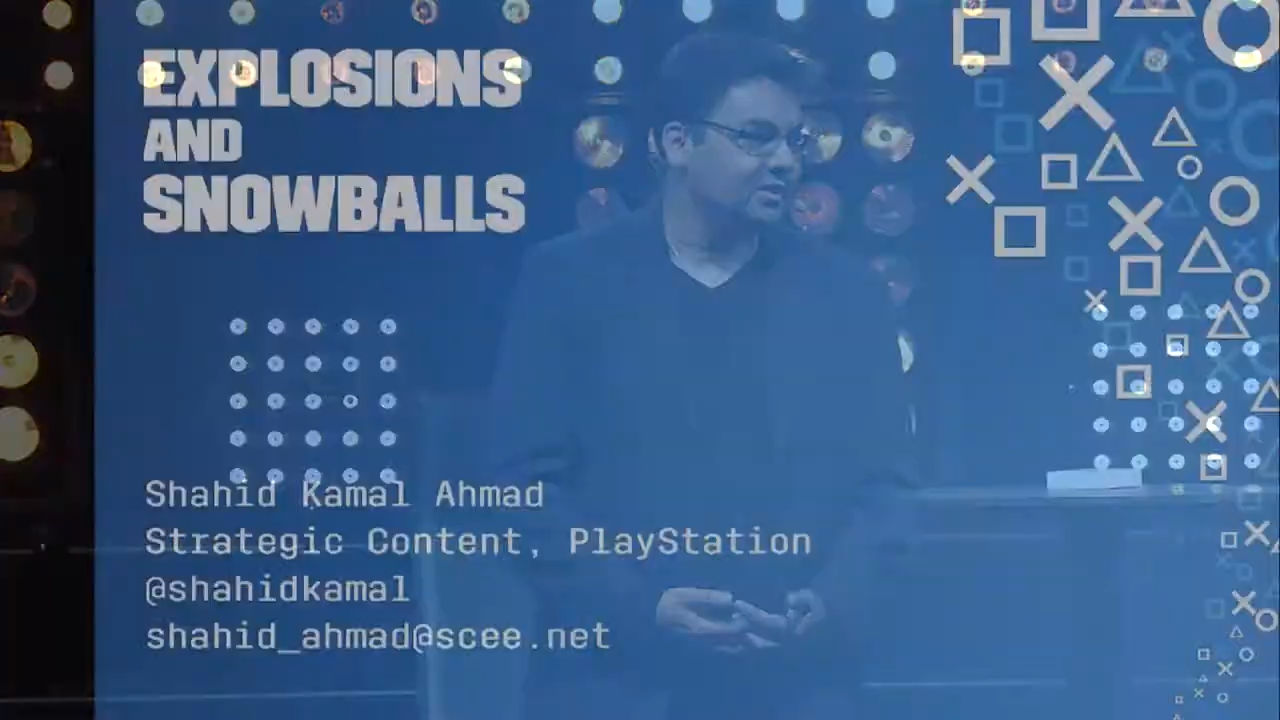 EXPLOSIONS
AND
SNOWBALLS
Shahid Kamal Ahmad
Strategic Content, PlayStation
@shahidkamal
shahid_ahmad@scee.net